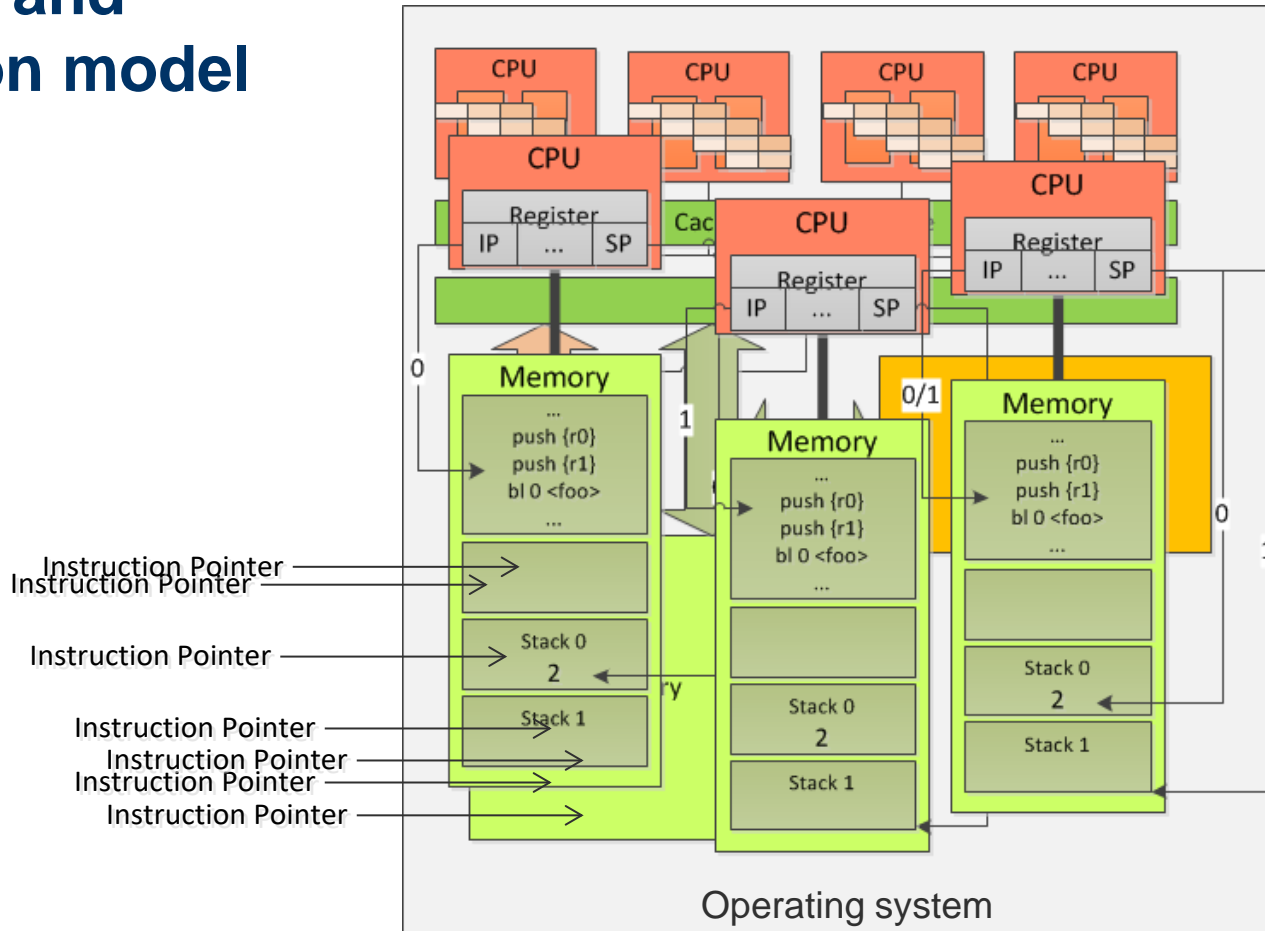 and
on model
CPU
CPU
CPU
CPU
CPU
Register
IP ... SP
Cac
e
CPU
Register
IP ... SP
CPU
Register
IP ... SP
0
1
0/1
0
Memory
...
push {r0}
push {r1}
bl 0 <foo>
...
Stack 0
2
Stack 1
ry
Memory
...
push {r0}
push {r1}
bl 0 <foo>
...
Stack 0
2
Stack 1
Memory
...
push {r0}
push {r1}
bl 0 <foo>
...
Stack 0
2
Stack 1
Instruction Pointer
Instruction Pointer
Instruction Pointer
Instruction Pointer
Instruction Pointer
Instruction Pointer
Instruction Pointer
Operating system